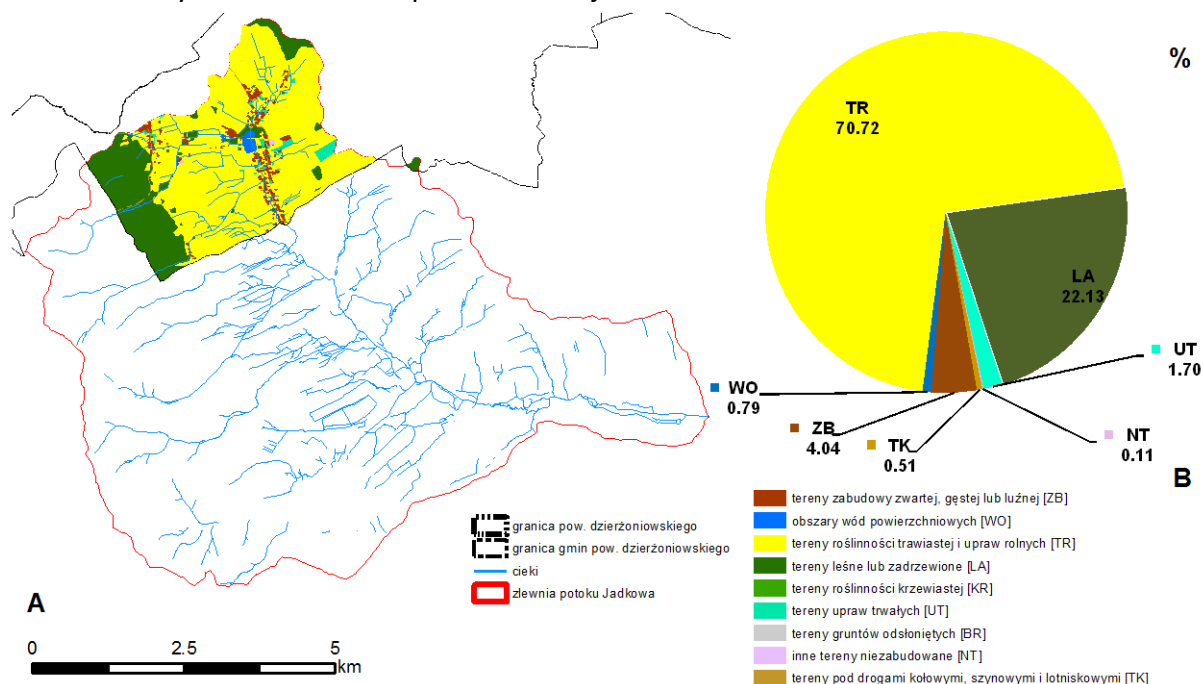 %
TR
70.72
LA
22.13
UT
1.70
NT
0.11
TK
0.51
ZB
4.04
WO
0.79
B
A
0 2.5 5
km
granica pow. dzierżoniowskiego
granica gmin pow. dzierżoniowskiego
cieki
zlewnia potoku Jadkowa
tereny zabudowy zwartej, gęstej lub luźnej [ZB]
obszary wód powierzchniowych [WO]
tereny roślinności trawiastej i upraw rolnych [TR]
tereny leśne lub zadrzewione [LA]
tereny roślinności krzewiastej [KR]
tereny upraw trwałych [UT]
tereny gruntów odsłoniętych [BR]
inne tereny niezabudowane [NT]
tereny pod drogami kołowymi, szynowymi i lotniskowymi [TK]